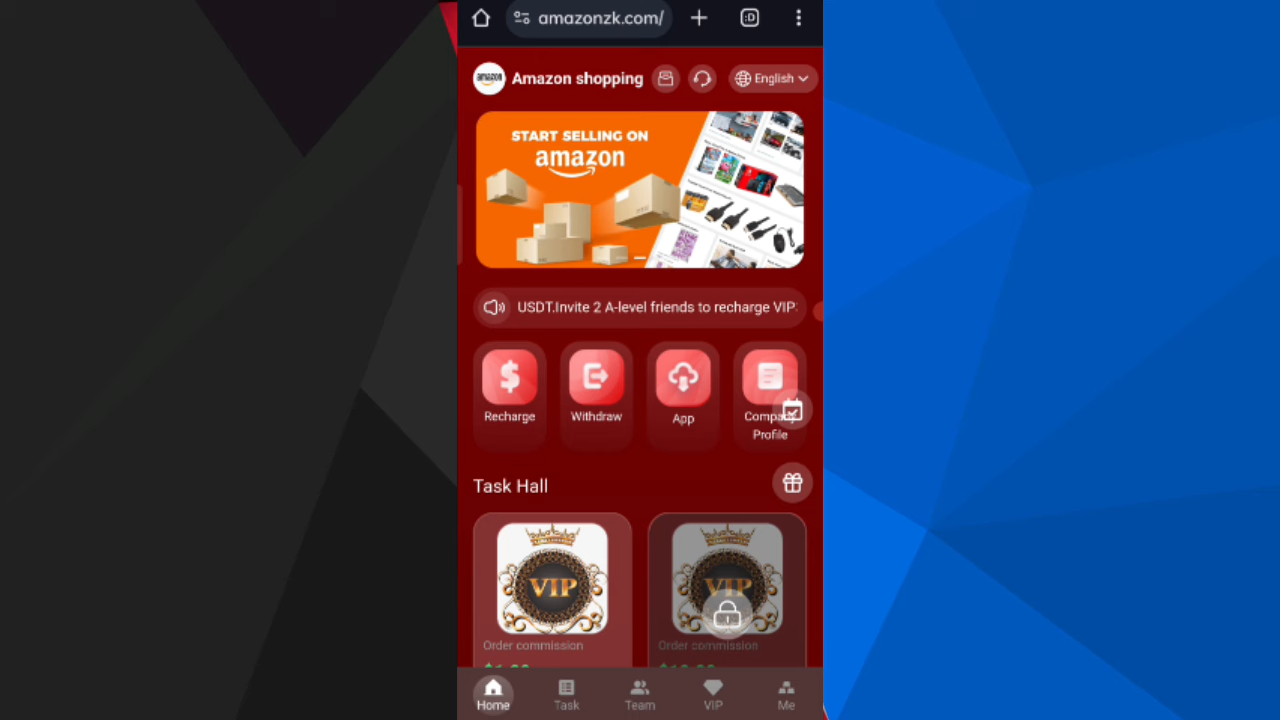 amazonzk.com/
:D
amazon
Amazon shopping
English
START SELLING ON
amazon
USDT.Invite 2 A-level friends to recharge VIP
Recharge
Withdraw
App
Company
Profile
Task Hall
VIP
VIP
Order commission
Order commission
Home
Task
Team
VIP
Me